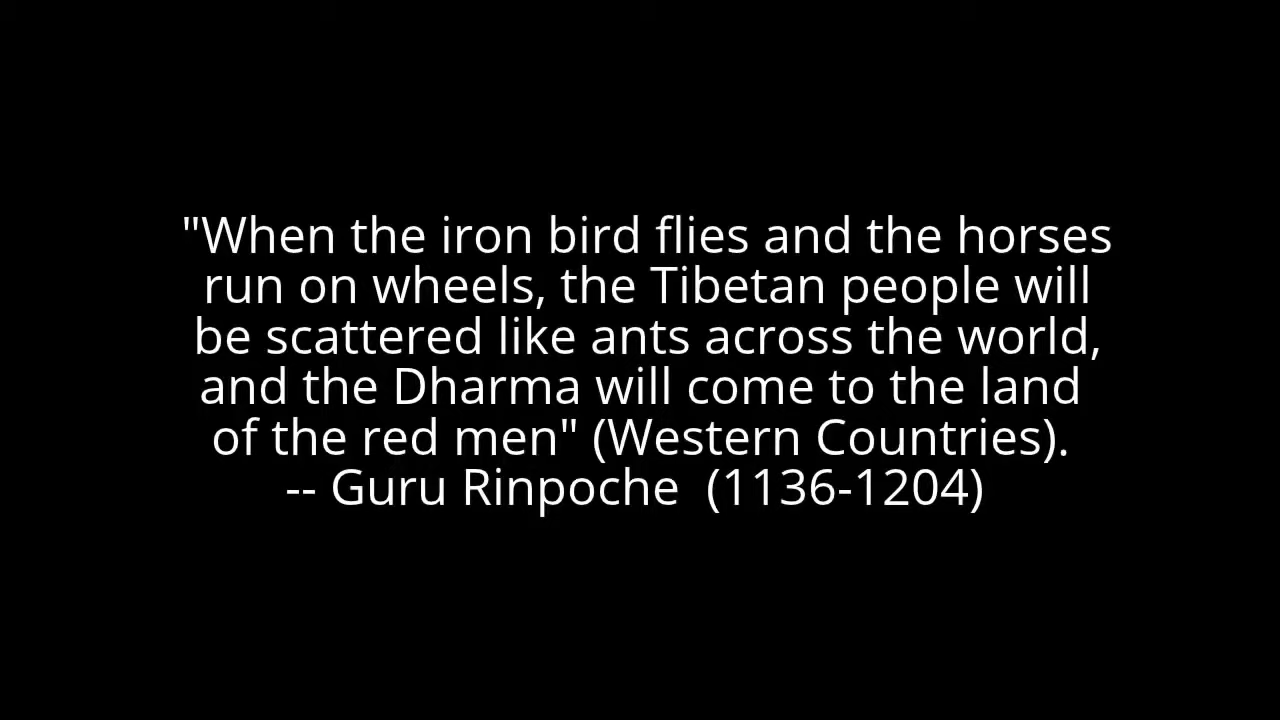 "When the iron bird flies and the horses
run on wheels, the Tibetan people will
be scattered like ants across the world,
and the Dharma will come to the land
of the red men" (Western Countries).
-- Guru Rinpoche  (1136-1204)